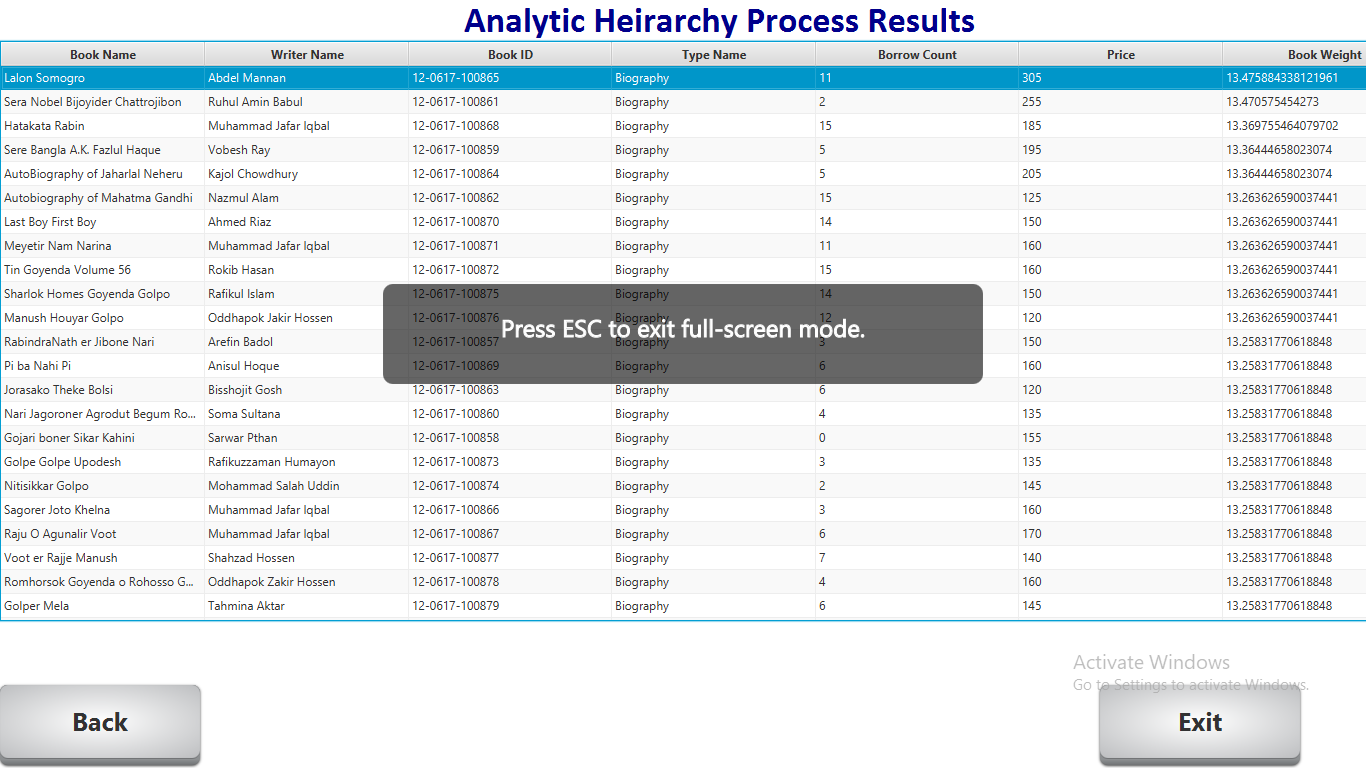 Analytic Heirarchy Process Results
Book Name Writer Name Book ID Type Name Borrow Count Price Book Weight
Lalon Somogro Abdel Mannan 12-0617-100865 Biography 11 305 13.475884338121961
Sera Nobel Bijoyider Chattrojibon Ruhul Amin Babul 12-0617-100861 Biography 2 255 13.470575454273
Hatakata Rabin Muhammad Jafar Iqbal 12-0617-100868 Biography 15 185 13.369755464079702
Sere Bangla A.K. Fazlul Haque Vobesh Ray 12-0617-100859 Biography 5 195 13.36444658023074
AutoBiography of Jaharlal Neheru Kajol Chowdhury 12-0617-100864 Biography 5 205 13.36444658023074
Autobiography of Mahatma Gandhi Nazmul Alam 12-0617-100862 Biography 15 125 13.263626590037441
Last Boy First Boy Ahmed Riaz 12-0617-100870 Biography 14 150 13.263626590037441
Meyetir Nam Narina Muhammad Jafar Iqbal 12-0617-100871 Biography 11 160 13.263626590037441
Tin Goyenda Volume 56 Rokib Hasan 12-0617-100872 Biography 15 160 13.263626590037441
Sharlok Homes Goyenda Golpo Rafikul Islam 12-0617-100875 Biography 14 150 13.263626590037441
Manush Houyar Golpo Oddhapok Jakir Hossen 12-0617-100876 Biography 12 120 13.263626590037441
Press ESC to exit full-screen mode.
RabindraNath er Jibone Nari Arefin Badol 12-0617-100857 Biography 3 150 13.25831770618848
Pi ba Nahi Pi Anisul Hoque 12-0617-100869 Biography 6 160 13.25831770618848
Jorasako Theke Bolsi Bisshojit Gosh 12-0617-100863 Biography 6 120 13.25831770618848
Nari Jagoroner Agrodut Begum Ro... Soma Sultana 12-0617-100860 Biography 4 135 13.25831770618848
Gojari boner Sikar Kahini Sarwar Pthan 12-0617-100858 Biography 0 155 13.25831770618848
Golpe Golpe Upodesh Rafikuzzaman Humayon 12-0617-100873 Biography 3 135 13.25831770618848
Nitisikkar Golpo Mohammad Salah Uddin 12-0617-100874 Biography 2 145 13.25831770618848
Sagorer Joto Khelna Muhammad Jafar Iqbal 12-0617-100866 Biography 3 160 13.25831770618848
Raju O Agunalir Voot Muhammad Jafar Iqbal 12-0617-100867 Biography 6 170 13.25831770618848
Voot er Rajje Manush Shahzad Hossen 12-0617-100877 Biography 7 140 13.25831770618848
Romhorsok Goyenda o Rohosso G... Oddhapok Zakir Hossen 12-0617-100878 Biography 4 160 13.25831770618848
Golper Mela Tahmina Aktar 12-0617-100879 Biography 6 145 13.25831770618848
Activate Windows
Go to Settings to activate Windows.
Back Exit